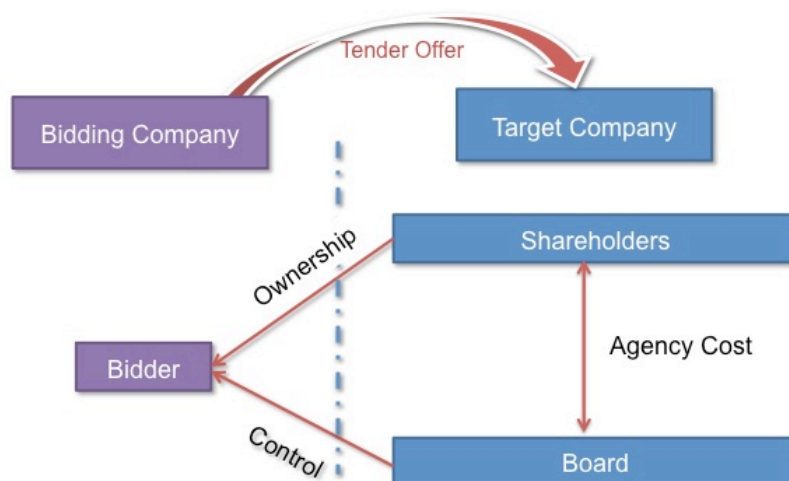 Tender Offer
Bidding Company
Target Company
Shareholders
Ownership
Agency Cost
Bidder
Control
Board